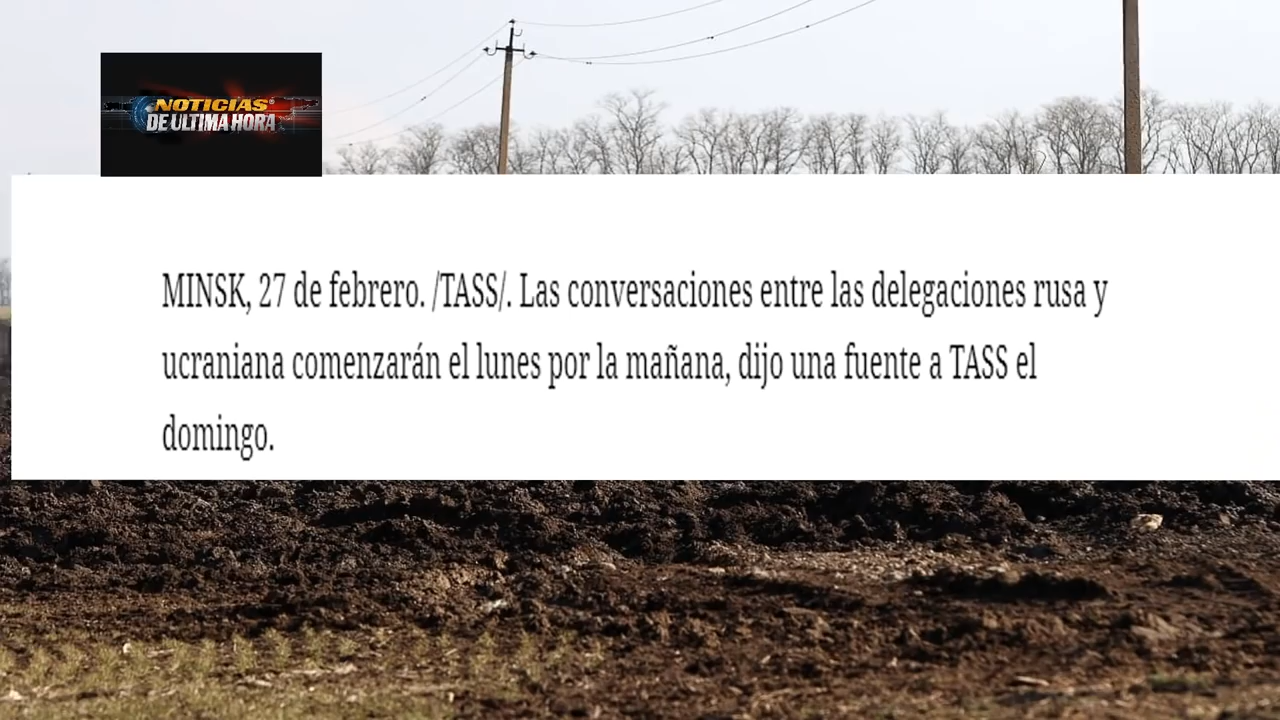 NOTICIAS
DE ULTIMA HORA
MINSK, 27 de febrero. /TASS/. Las conversaciones entre las delegaciones rusa y
ucraniana comenzarán el lunes por la mañana, dijo una fuente a TASS el
domingo.